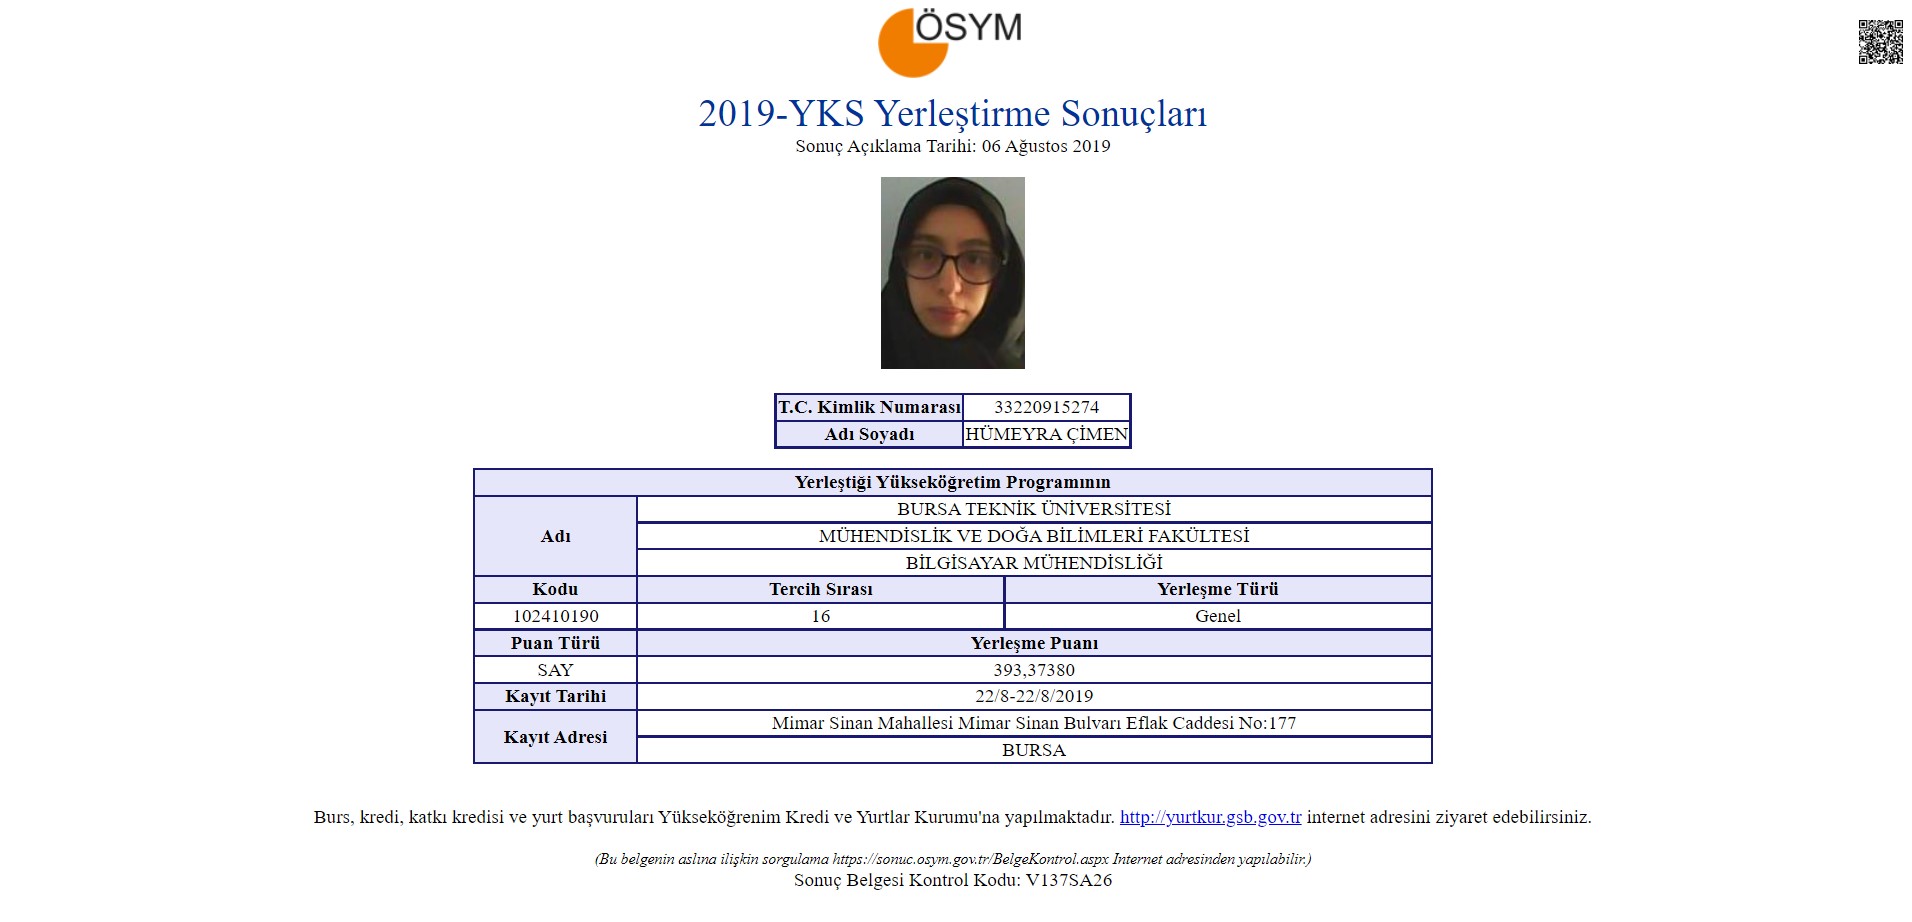 ÖSYM
2019-YKS Yerleştirme Sonuçları
Sonuç Açıklama Tarihi: 06 Ağustos 2019
T.C. Kimlik Numarası 33220915274
Adı Soyadı HÜMEYRA ÇİMEN
Yerleştiği Yükseköğretim Programının
Adı
BURSA TEKNİK ÜNİVERSİTESİ
MÜHENDİSLİK VE DOĞA BİLİMLERİ FAKÜLTESİ
BİLGİSAYAR MÜHENDİSLİĞİ
Kodu Tercih Sırası Yerleşme Türü
102410190 16 Genel
Puan Türü Yerleşme Puanı
SAY 393,37380
Kayıt Tarihi 22/8-22/8/2019
Kayıt Adresi
Mimar Sinan Mahallesi Mimar Sinan Bulvarı Eflak Caddesi No:177
BURSA
Burs, kredi, katkı kredisi ve yurt başvuruları Yükseköğrenim Kredi ve Yurtlar Kurumu'na yapılmaktadır. http://yurtkur.gsb.gov.tr internet adresini ziyaret edebilirsiniz.
(Bu belgenin aslına ilişkin sorgulama https://sonuc.osym.gov.tr/BelgeKontrol.aspx Internet adresinden yapılabilir.)
Sonuç Belgesi Kontrol Kodu: V137SA26